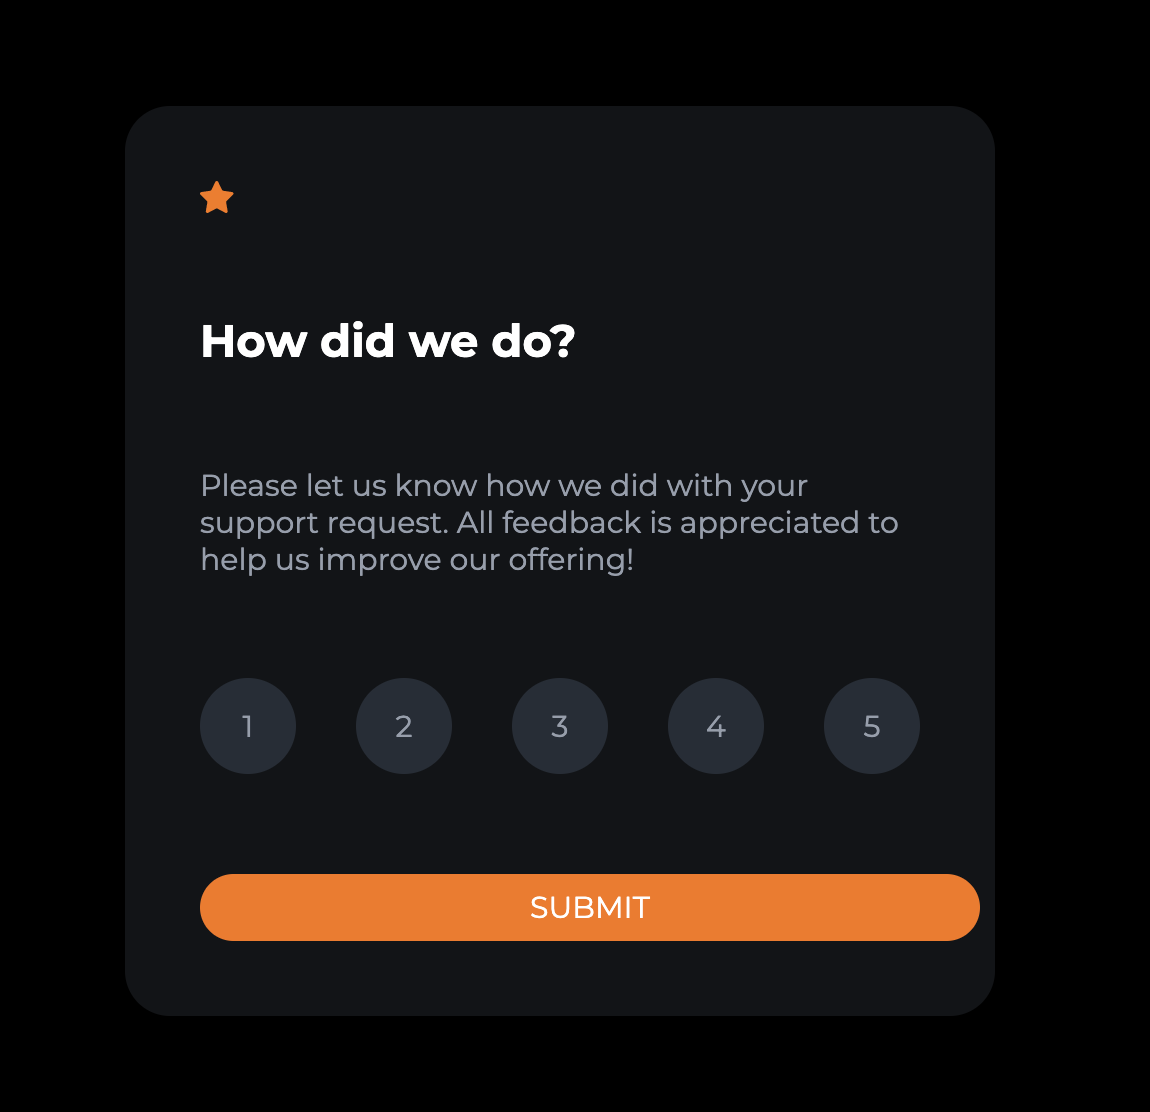 How did we do?
Please let us know how we did with your
support request. All feedback is appreciated to
help us improve our offering!
1 2 3 4 5
SUBMIT